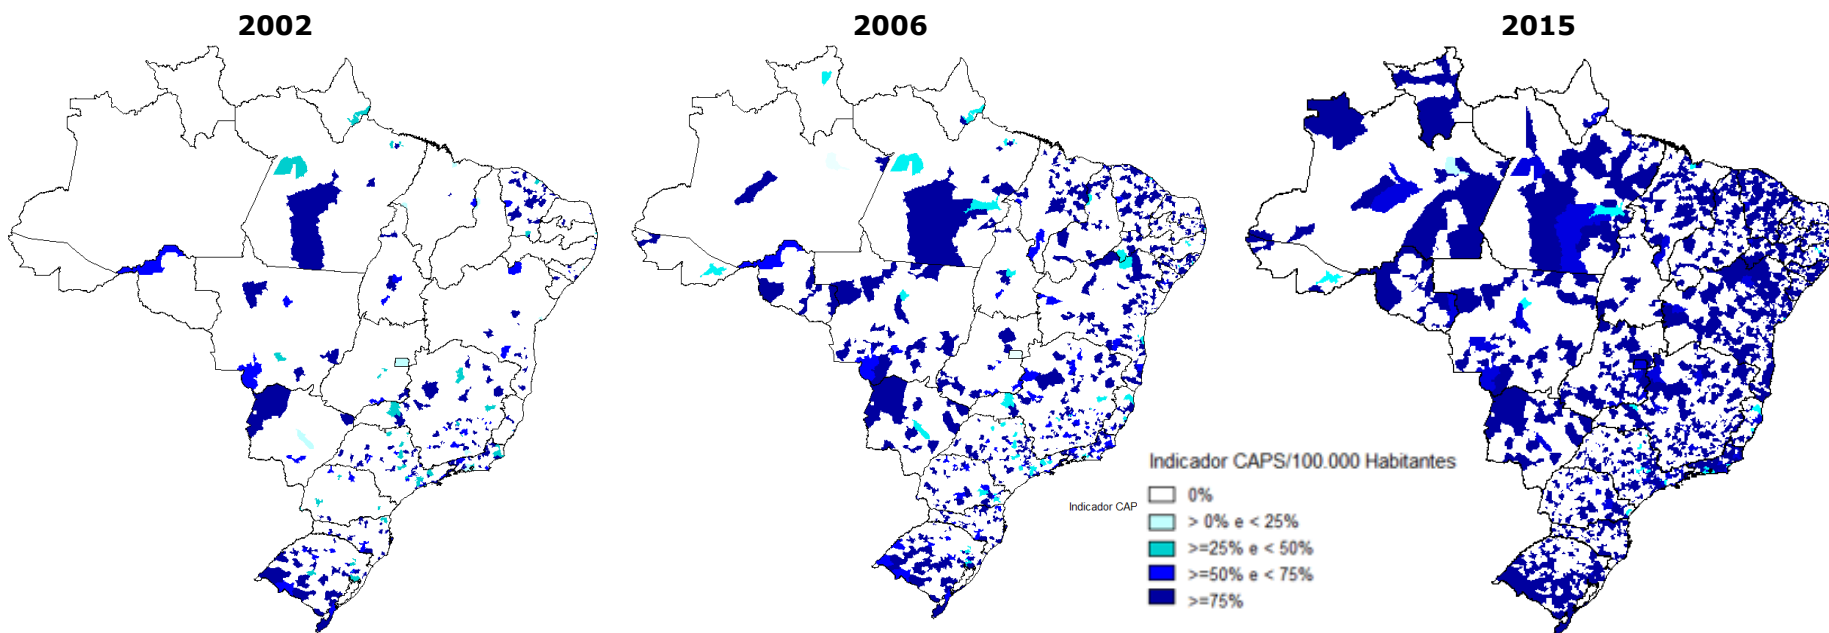 2002
2006
2015
Indicador CAPS/100.000 Habitantes
0%
> 0% e < 25%
>=25% e < 50%
>=50% e < 75%
>=75%
Indicador CAP